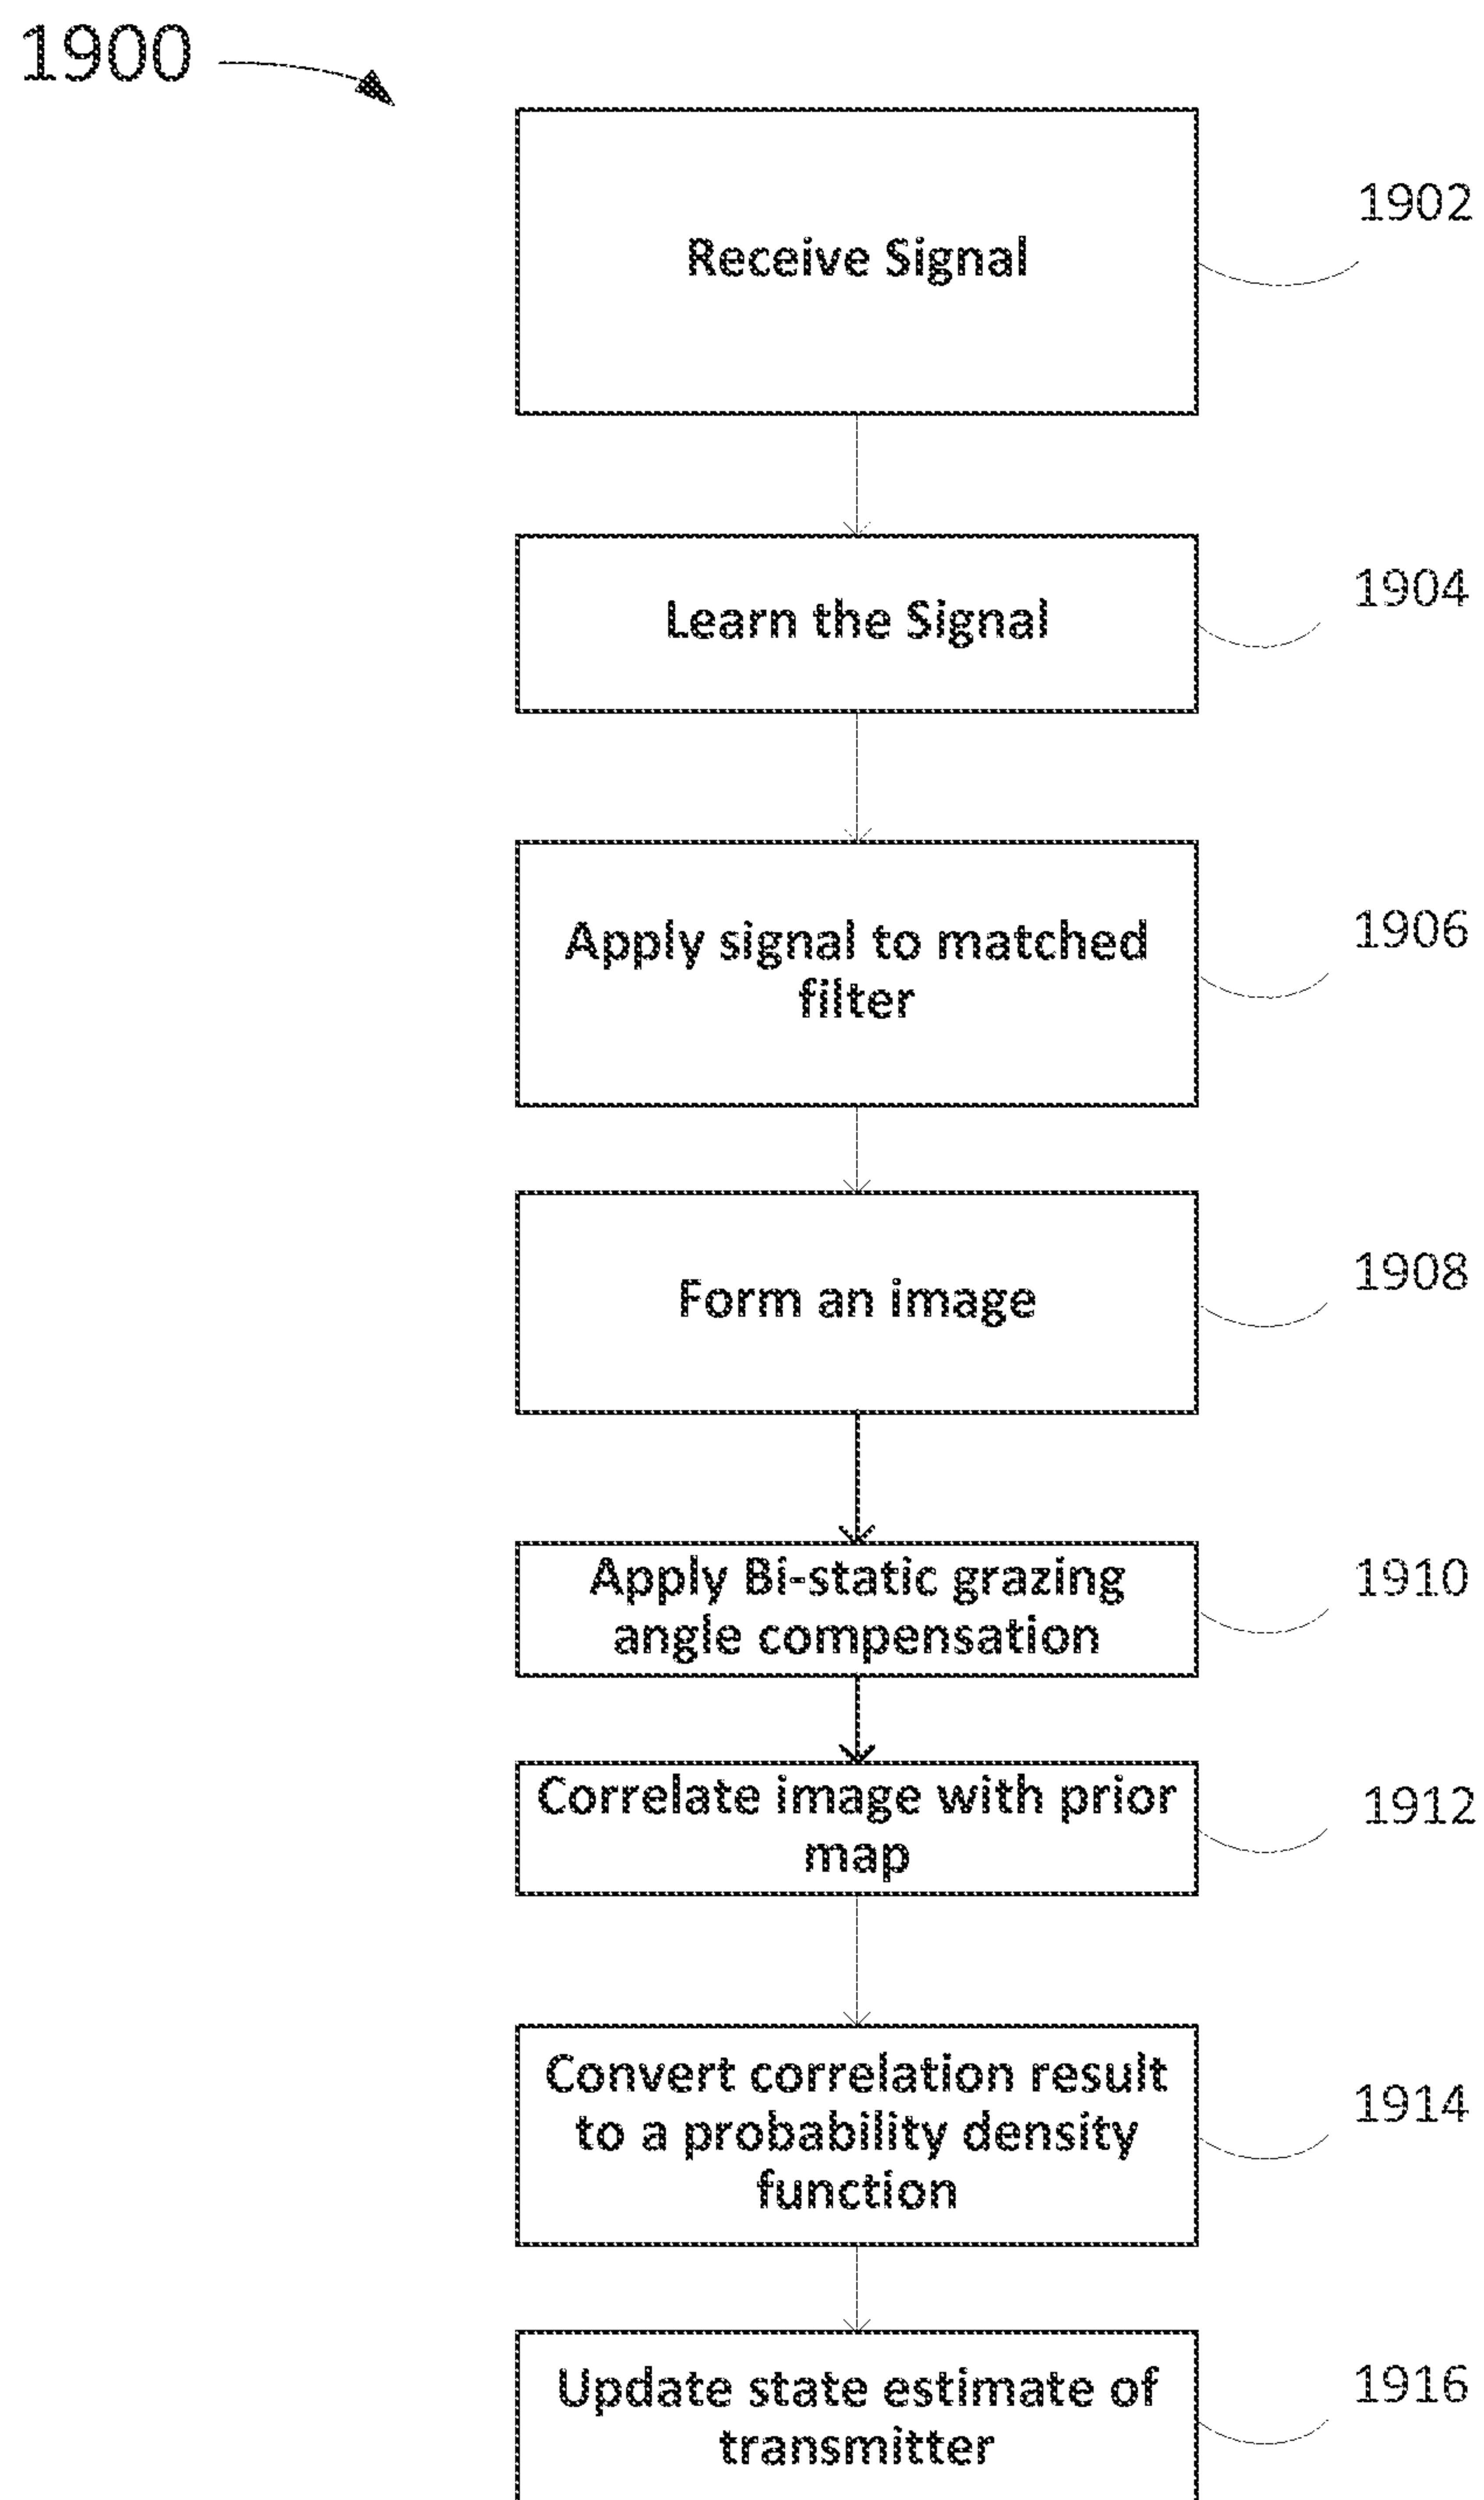 1900
Receive Signal
1902
Learn the Signal
1904
Apply signal to matched
filter
1906
Form an image
1908
Apply Bi-static grazing
angle compensation
1910
Correlate image with prior
map
1912
Convert correlation result
to a probability density
function
1914
Update state estimate of
transmitter
1916